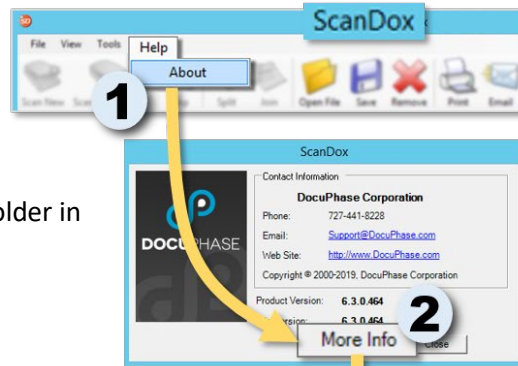 ScanDox
File View Tools Help
About
Scan New Split Join Open File Save Remove Print Email
1
ScanDox
older in
Contact Information
DocuPhase Corporation
Phone: 727-441-8228
Email: Support@DocuPhase.com
Web Site: http://www.DocuPhase.com
Copyright © 2000-2019, DocuPhase Corporation
DOCUPHASE
Product Version: 6.3.0.464
6.3.0.464
2
More Info
Close